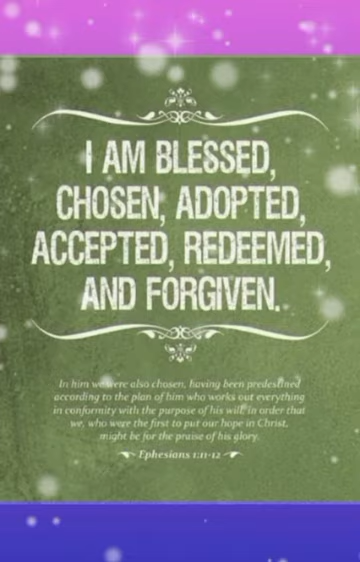 I AM BLESSED,
CHOSEN, ADOPTED,
ACCEPTED, REDEEMED,
AND FORGIVEN.
In him we were also chosen, having been predestined
according to the plan of him who works out everything
in conformity with the purpose of his will, in order that
we, who were the first to put our hope in Christ,
might be for the praise of his glory.
Ephesians 1:11-12